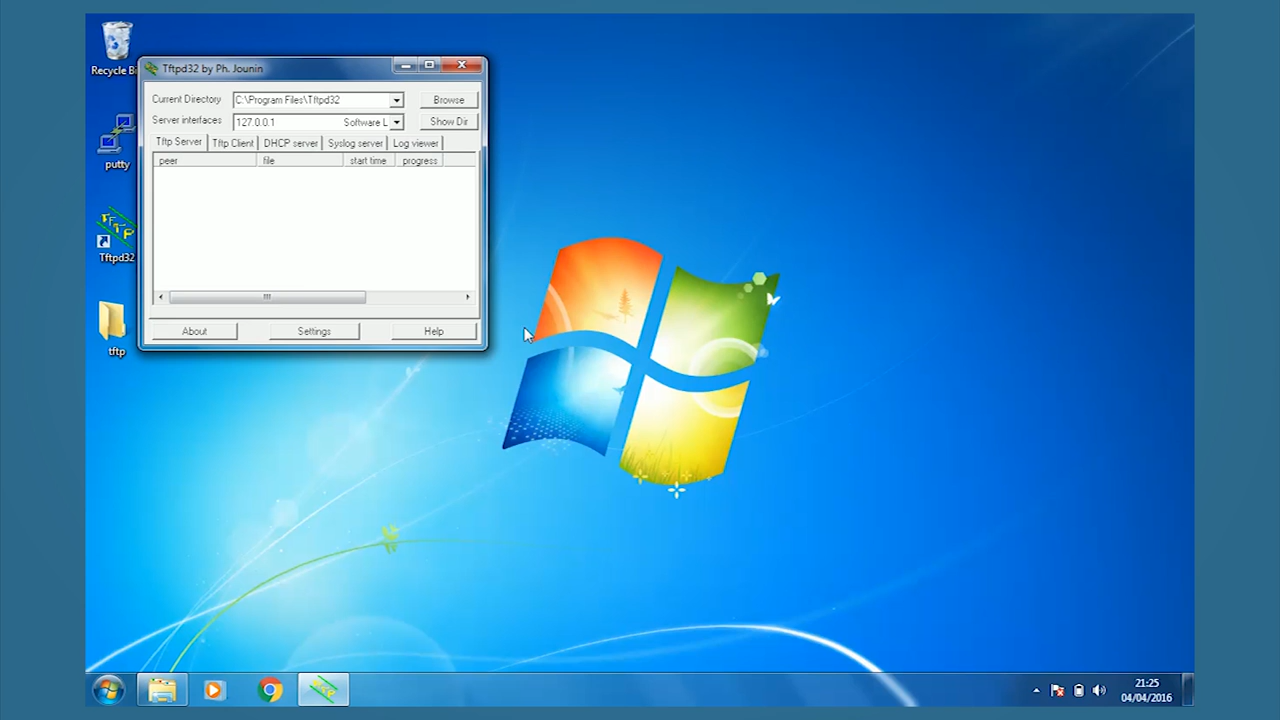 Recycle Bi
putty
Tftpd32
tftp
Tftpd32 by Ph. Jounin
Current Directory C:\Program Files\Tftpd32 Browse
Server interfaces 127.0.0.1 Software L Show Dir
Tftp Server Tftp Client DHCP server Syslog server Log viewer
peer file start time progress
About Settings Help
21:25
04/04/2016